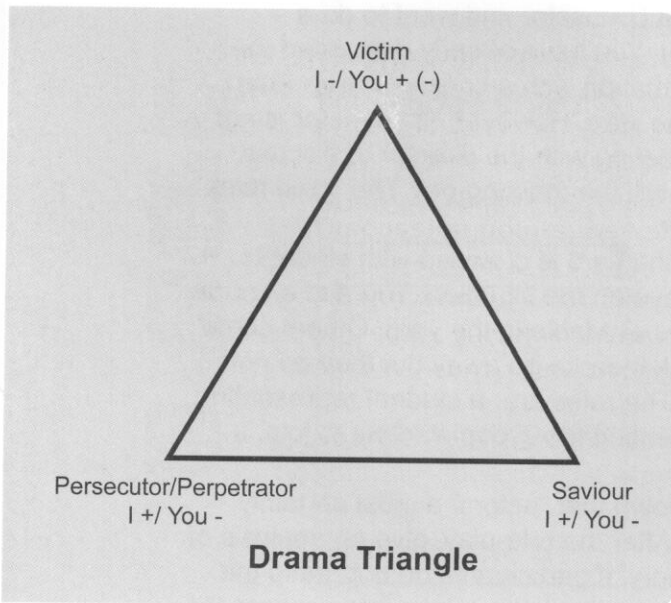 Victim
I -/ You + (-)
Persecutor/Perpetrator
I +/ You -
Saviour
I +/ You -
Drama Triangle